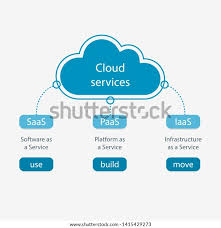 Cloud
services
SaaS
PaaS
IaaS
shutterstock
Software as
a Service
Platform as
a Service
Infrastructure
as a Service
use
build
move
www.shutterstock.com · 1415429273